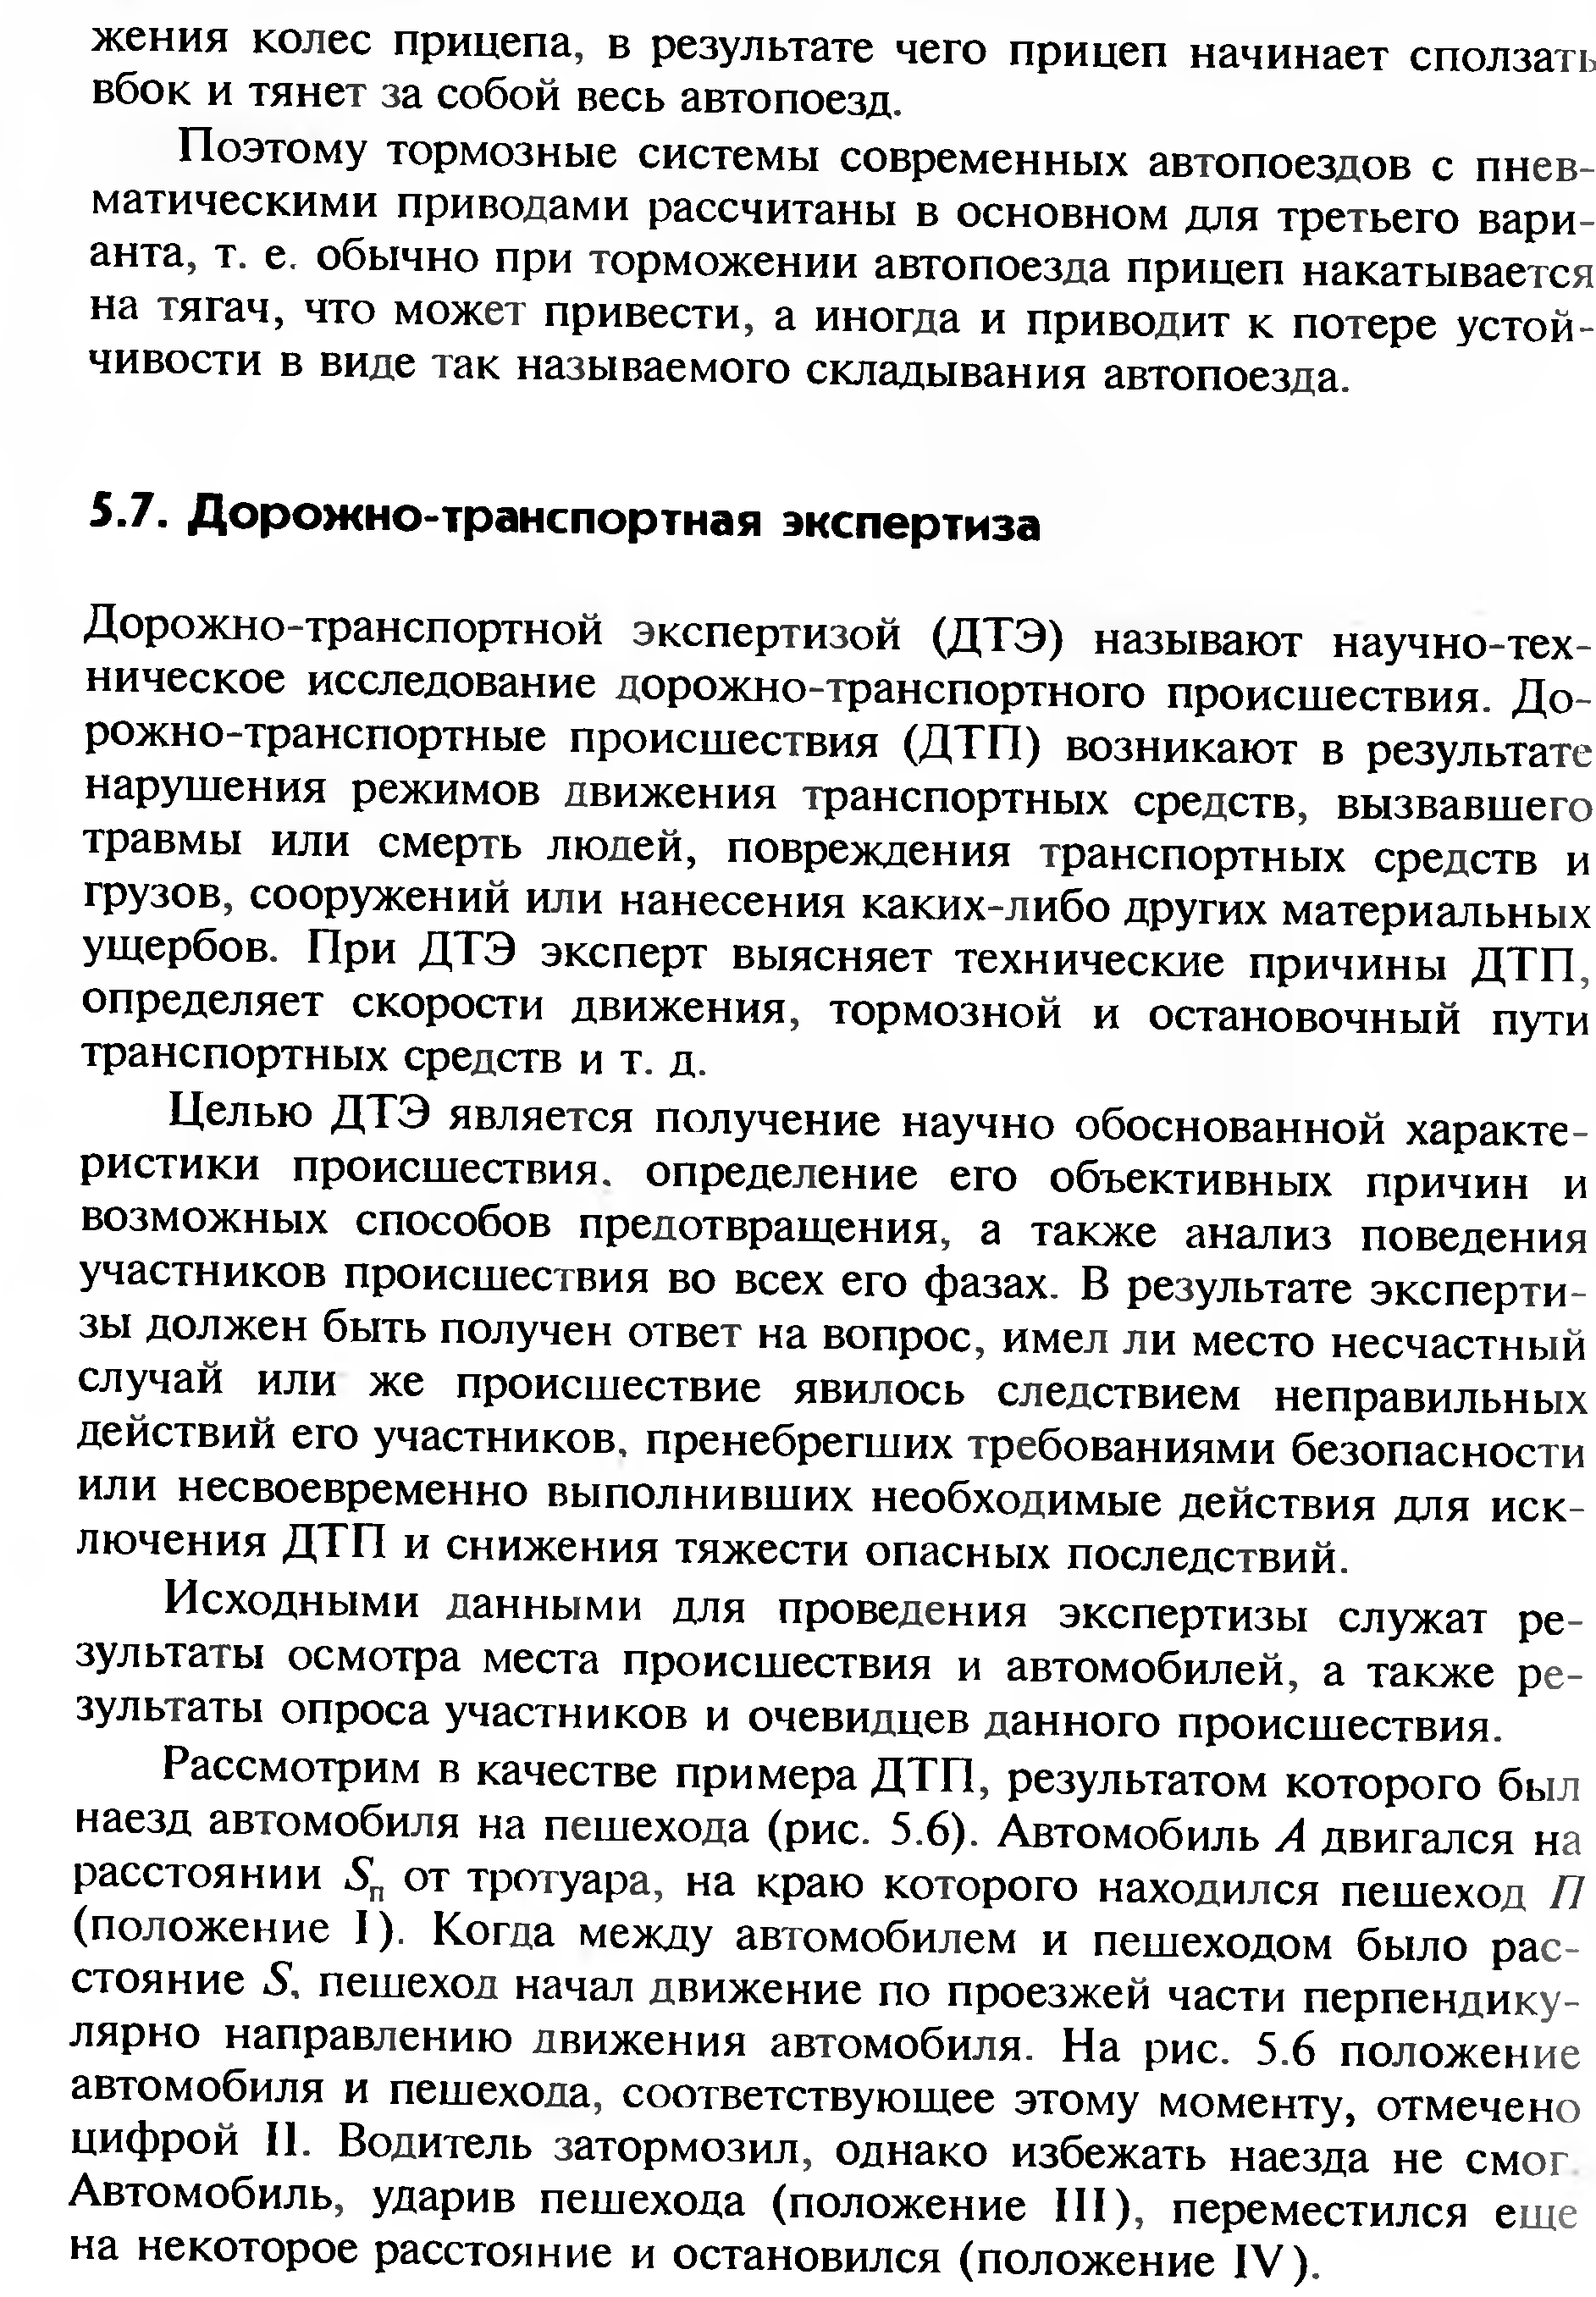 жения колес прицепа, в результате чего прицеп начинает сползать
вбок и тянет за собой весь автопоезд.
Поэтому тормозные системы современных автопоездов с пнев-
матическими приводами рассчитаны в основном для третьего вари-
анта, т. е. обычно при торможении автопоезда прицеп накатывается
на тягач, что может привести, а иногда и приводит к потере устой-
чивости в виде так называемого складывания автопоезда.
5.7. Дорожно-транспортная экспертиза
Дорожно-транспортной экспертизой (ДТЭ) называют научно-тех-
ническое исследование дорожно-транспортного происшествия. До-
рожно-транспортные происшествия (ДТП) возникают в результате
нарушения режимов движения транспортных средств, вызвавшего
травмы или смерть людей, повреждения транспортных средств и
грузов, сооружений или нанесения каких-либо других материальных
ущербов. При ДТЭ эксперт выясняет технические причины ДТП,
определяет скорости движения, тормозной и остановочный пути
транспортных средств и т. д.
Целью ДТЭ является получение научно обоснованной характе-
ристики происшествия, определение его объективных причин и
возможных способов предотвращения, а также анализ поведения
участников происшествия во всех его фазах. В результате эксперти-
зы должен быть получен ответ на вопрос, имел ли место несчастный
случай или же происшествие явилось следствием неправильных
действий его участников, пренебрегших требованиями безопасности
или несвоевременно выполнивших необходимые действия для иск-
лючения ДТП и снижения тяжести опасных последствий.
Исходными данными для проведения экспертизы служат ре-
зультаты осмотра места происшествия и автомобилей, а также ре-
зультаты опроса участников и очевидцев данного происшествия.
Рассмотрим в качестве примера ДТП, результатом которого был
наезд автомобиля на пешехода (рис. 5.6). Автомобиль А двигался на
расстоянии Sп от тротуара, на краю которого находился пешеход П
(положение I). Когда между автомобилем и пешеходом было рас-
стояние S, пешеход начал движение по проезжей части перпендику-
лярно направлению движения автомобиля. На рис. 5.6 положение
автомобиля и пешехода, соответствующее этому моменту, отмечено
цифрой II. Водитель затормозил, однако избежать наезда не смог.
Автомобиль, ударив пешехода (положение III), переместился еще
на некоторое расстояние и остановился (положение IV).